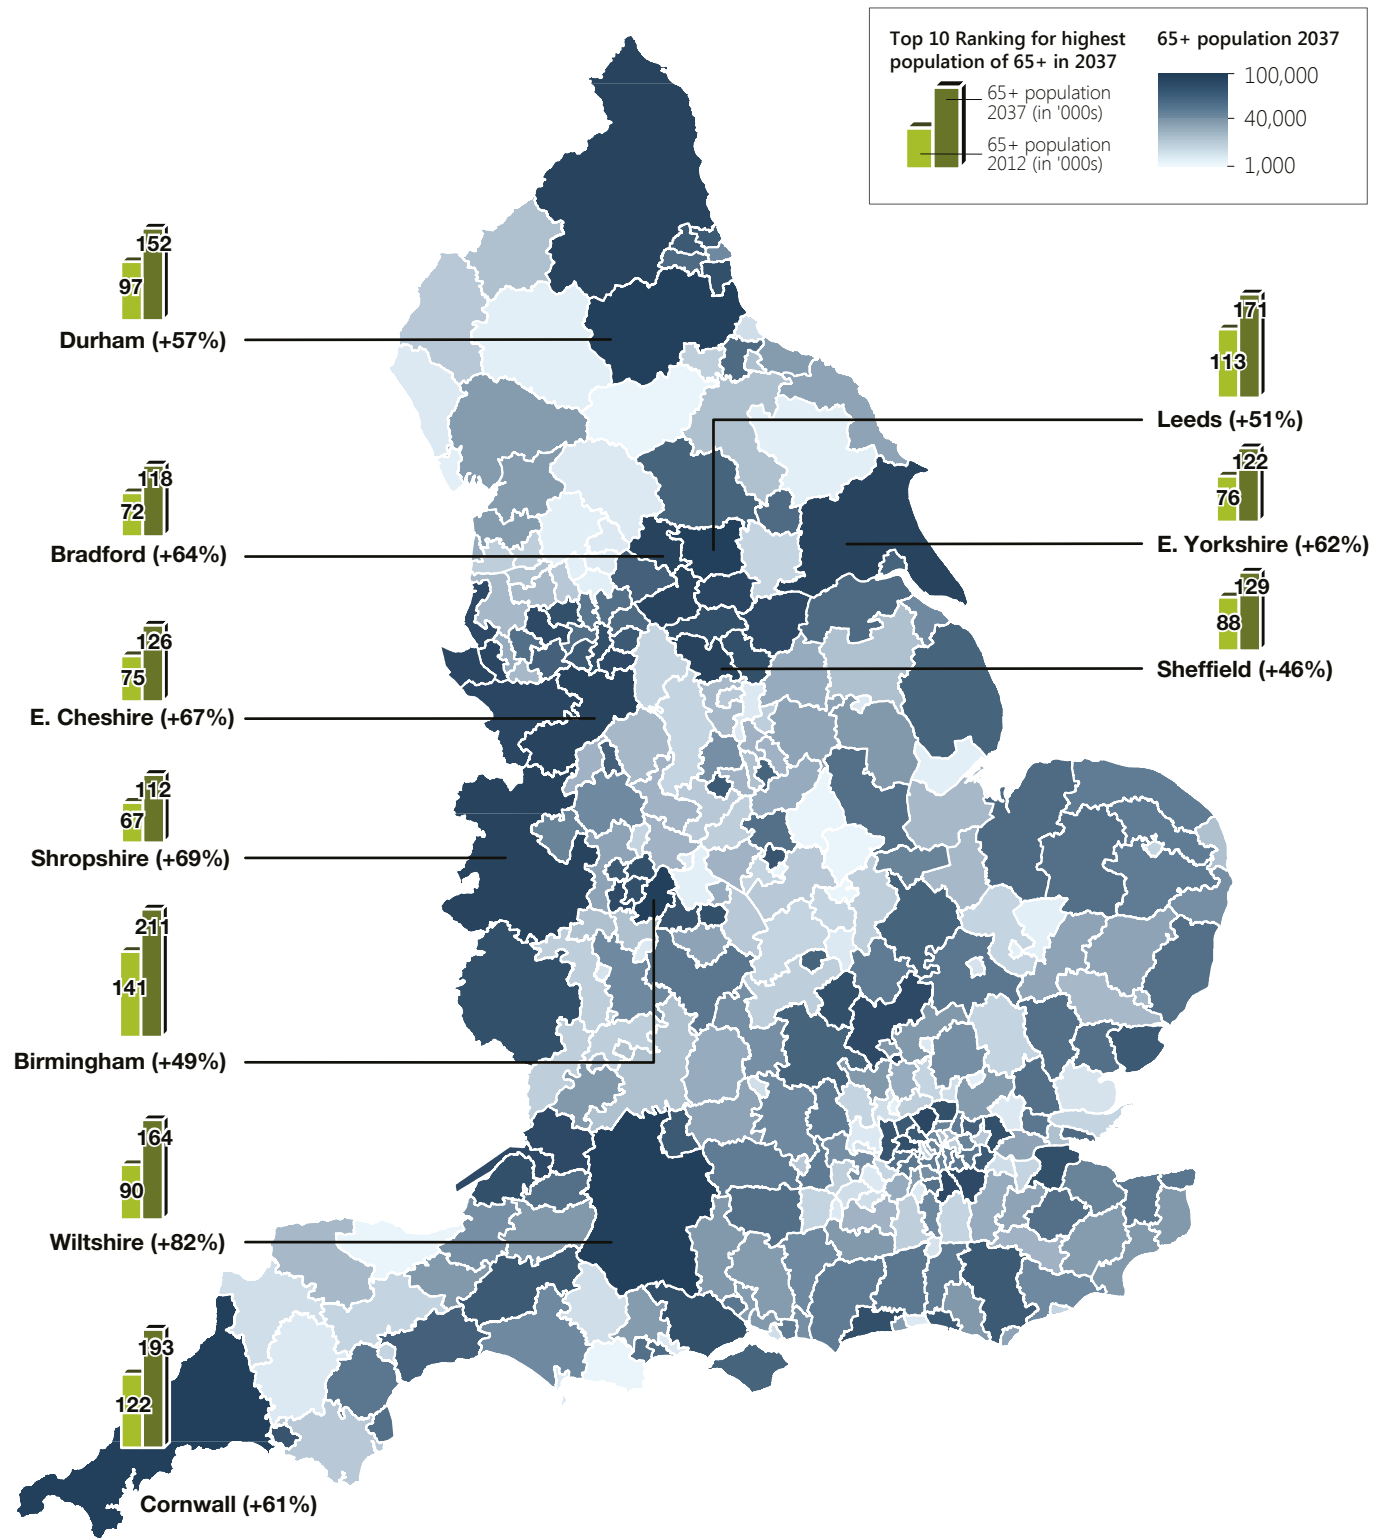 Top 10 Ranking for highest
population of 65+ in 2037
65+ population
2037 (in '000s)
65+ population
2012 (in '000s)
65+ population 2037
100,000
40,000
1,000
152
97
Durham (+57%)
171
113
Leeds (+51%)
118
72
Bradford (+64%)
122
76
E. Yorkshire (+62%)
129
88
Sheffield (+46%)
126
75
E. Cheshire (+67%)
112
67
Shropshire (+69%)
211
141
Birmingham (+49%)
164
90
Wiltshire (+82%)
193
122
Cornwall (+61%)